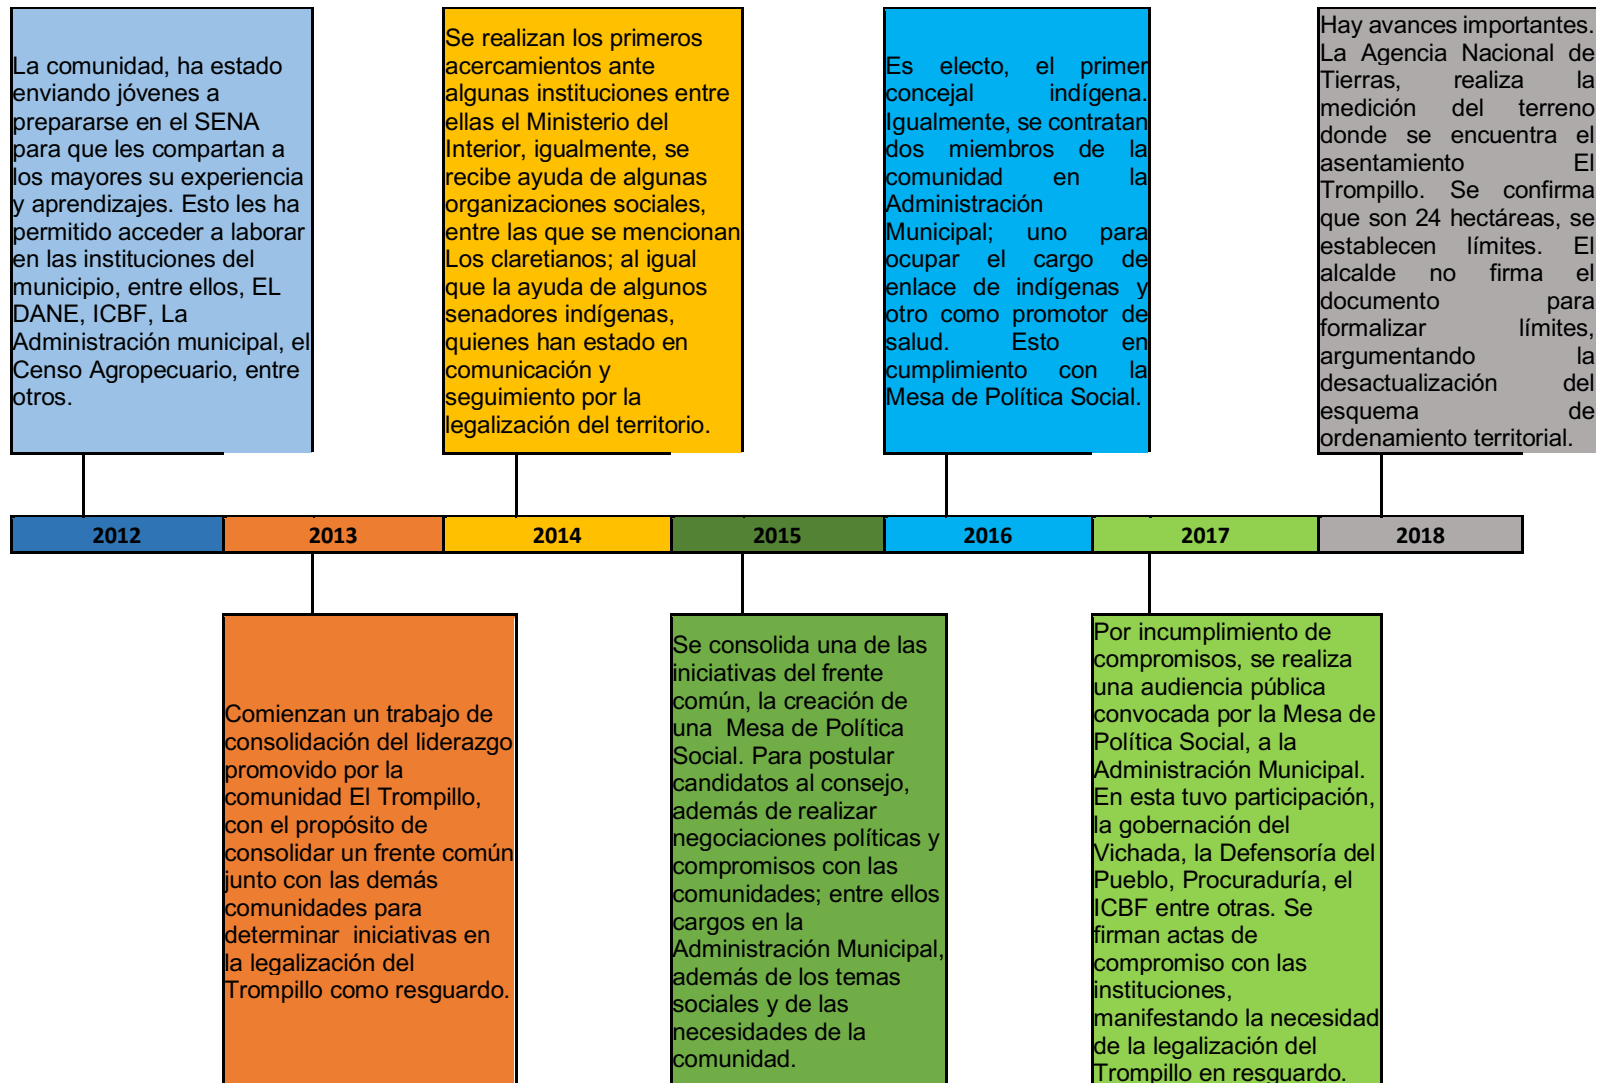 La comunidad, ha estado
enviando jóvenes a
prepararse en el SENA
para que les compartan a
los mayores su experiencia
y aprendizajes. Esto les ha
permitido acceder a laborar
en las instituciones del
municipio, entre ellos, EL
DANE, ICBF, La
Administración municipal, el
Censo Agropecuario, entre
otros.
Se realizan los primeros
acercamientos ante
algunas instituciones entre
ellas el Ministerio del
Interior, igualmente, se
recibe ayuda de algunas
organizaciones sociales,
entre las que se mencionan
Los claretianos; al igual
que la ayuda de algunos
senadores indígenas,
quienes han estado en
comunicación y
seguimiento por la
legalización del territorio.
Es electo, el primer
concejal indígena.
Igualmente, se contratan
dos miembros de la
comunidad en la
Administración
Municipal; uno para
ocupar el cargo de
enlace de indígenas y
otro como promotor de
salud. Esto en
cumplimiento con la
Mesa de Política Social.
Hay avances importantes.
La Agencia Nacional de
Tierras, realiza la
medición del terreno
donde se encuentra el
asentamiento El
Trompillo. Se confirma
que son 24 hectáreas, se
establecen límites. El
alcalde no firma el
documento para
formalizar límites,
argumentando la
desactualización del
esquema de
ordenamiento territorial.
2012
2013
2014
2015
2016
2017
2018
Comienzan un trabajo de
consolidación del liderazgo
promovido por la
comunidad El Trompillo,
con el propósito de
consolidar un frente común
junto con las demás
comunidades para
determinar iniciativas en
la legalización del
Trompillo como resguardo.
Se consolida una de las
iniciativas del frente
común, la creación de
una Mesa de Política
Social. Para postular
candidatos al consejo,
además de realizar
negociaciones políticas y
compromisos con las
comunidades; entre ellos
cargos en la
Administración Municipal,
además de los temas
sociales y de las
necesidades de la
comunidad.
Por incumplimiento de
compromisos, se realiza
una audiencia pública
convocada por la Mesa de
Política Social, a la
Administración Municipal.
En esta tuvo participación,
la gobernación del
Vichada, la Defensoría del
Pueblo, Procuraduría, el
ICBF entre otras. Se
firman actas de
compromiso con las
instituciones,
manifestando la necesidad
de la legalización del
Trompillo en resguardo.